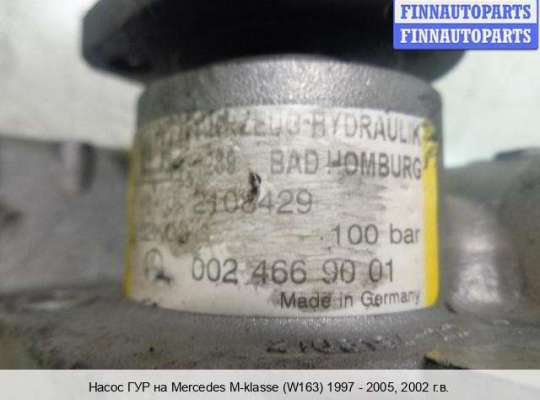 FINNAUTOPARTS
FINNAUTOPARTS
HYDRAULIK
BAD HOMBURG
2108429
100 bar
002 466 90 01
Made in Germany
Насос ГУР на Mercedes M-klasse (W163) 1997 - 2005, 2002 г.в.